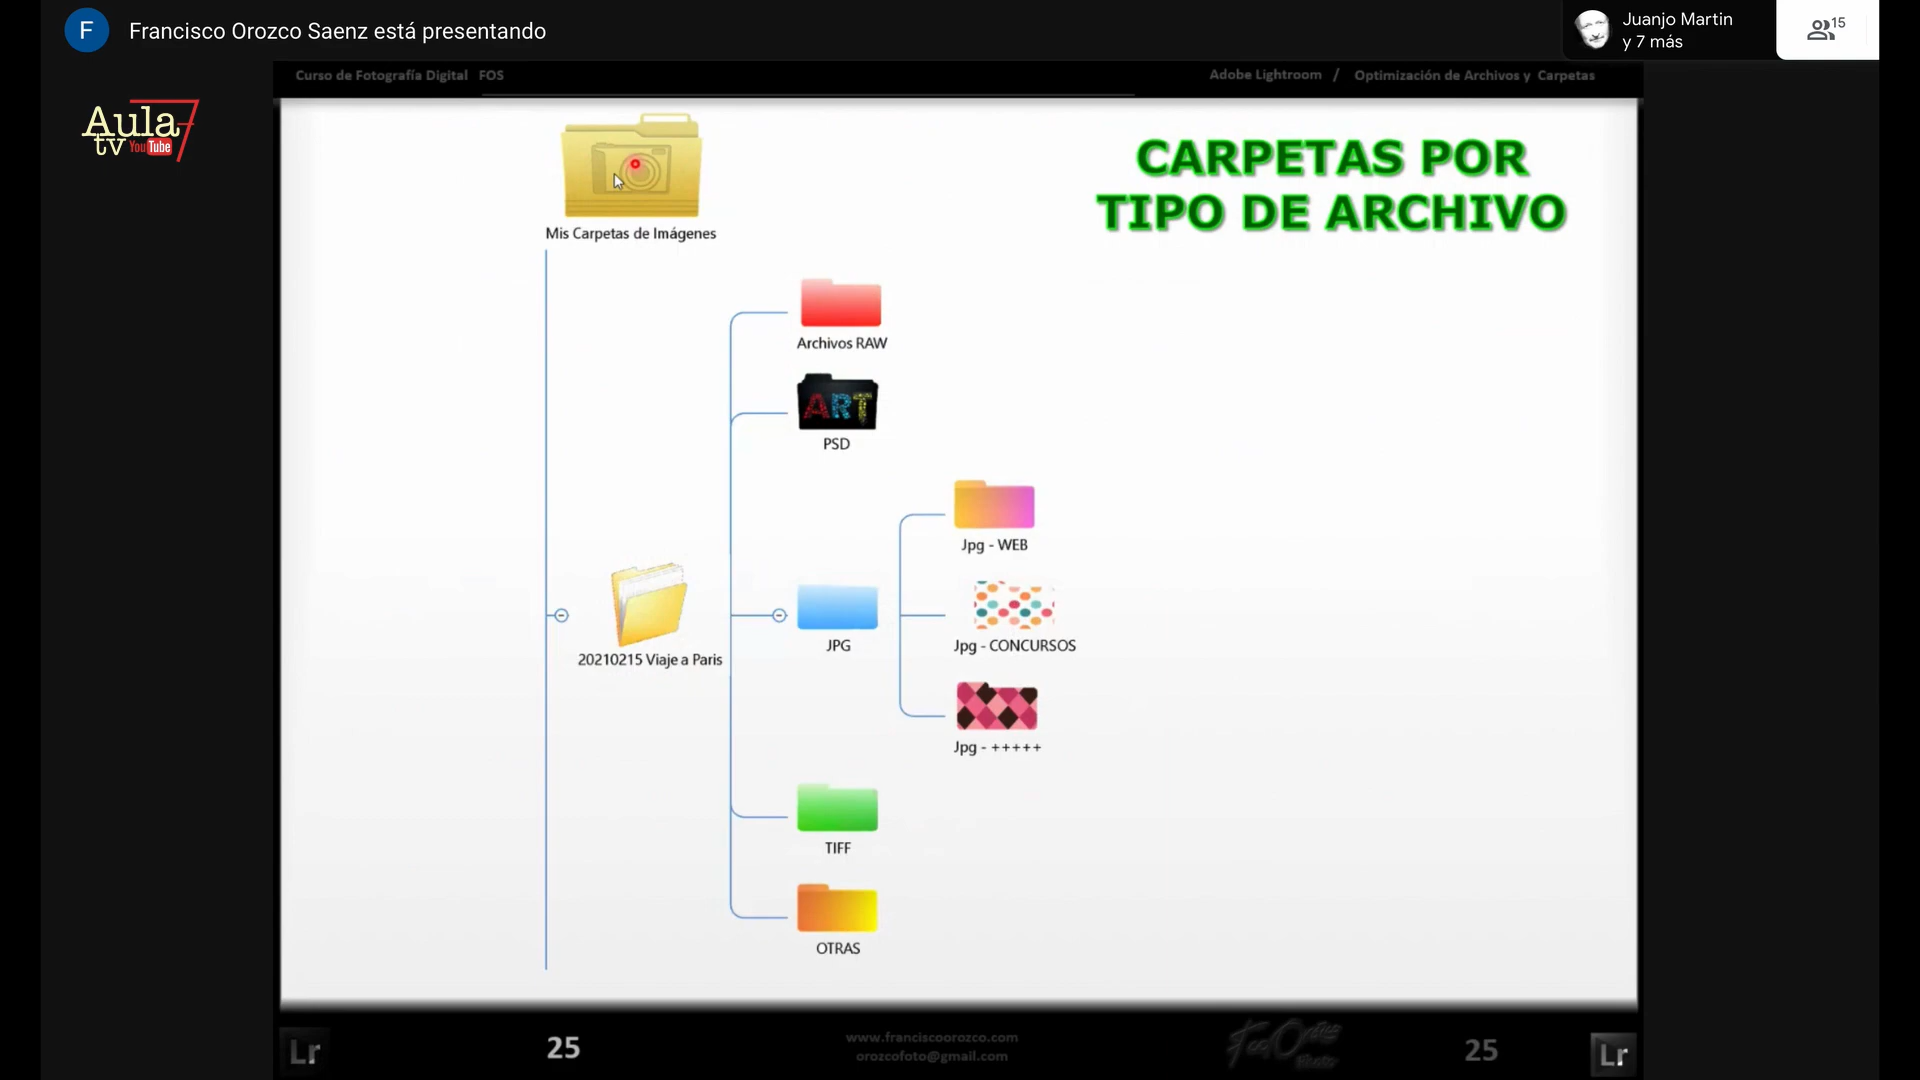 F
Francisco Orozco Saenz está presentando
Juanjo Martin
y 7 más
15
Aula 7
tv YouTube
Curso de Fotografía Digital FOS
Adobe Lightroom / Optimización de Archivos y Carpetas
CARPETAS POR
TIPO DE ARCHIVO
Mis Carpetas de Imágenes
Archivos RAW
ART
PSD
Jpg - WEB
20210215 Viaje a Paris
JPG
Jpg - CONCURSOS
Jpg - +++++
TIFF
OTRAS
Lr
25
www.franciscoorozco.com
orozcofoto@gmail.com
25
Lr